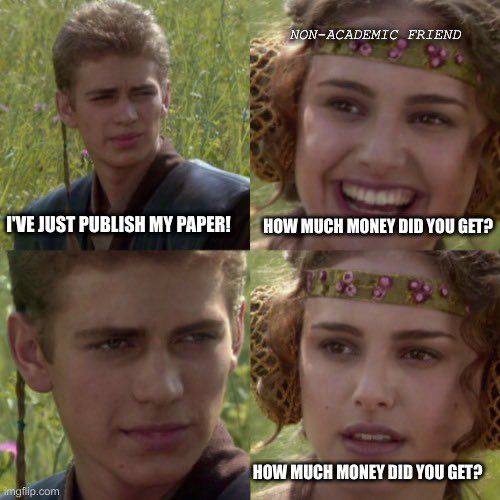 NON-ACADEMIC FRIEND
I'VE JUST PUBLISH MY PAPER!
HOW MUCH MONEY DID YOU GET?
HOW MUCH MONEY DID YOU GET?
imgflip.com